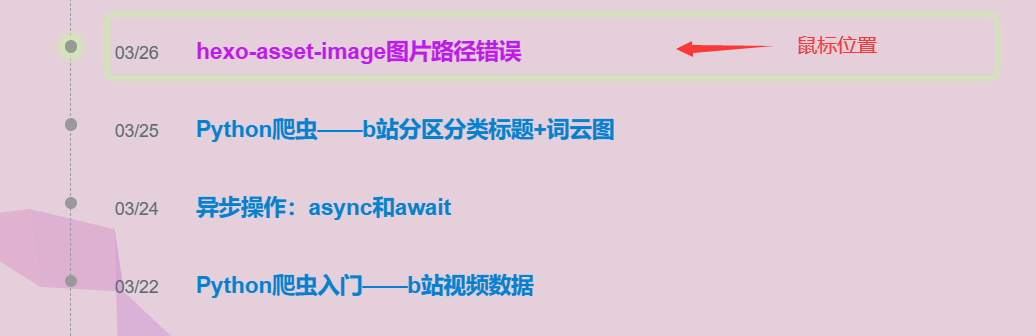 03/26 hexo-asset-image图片路径错误 鼠标位置
03/25 Python爬虫——b站分区分类标题+词云图
03/24 异步操作：async和await
03/22 Python爬虫入门——b站视频数据